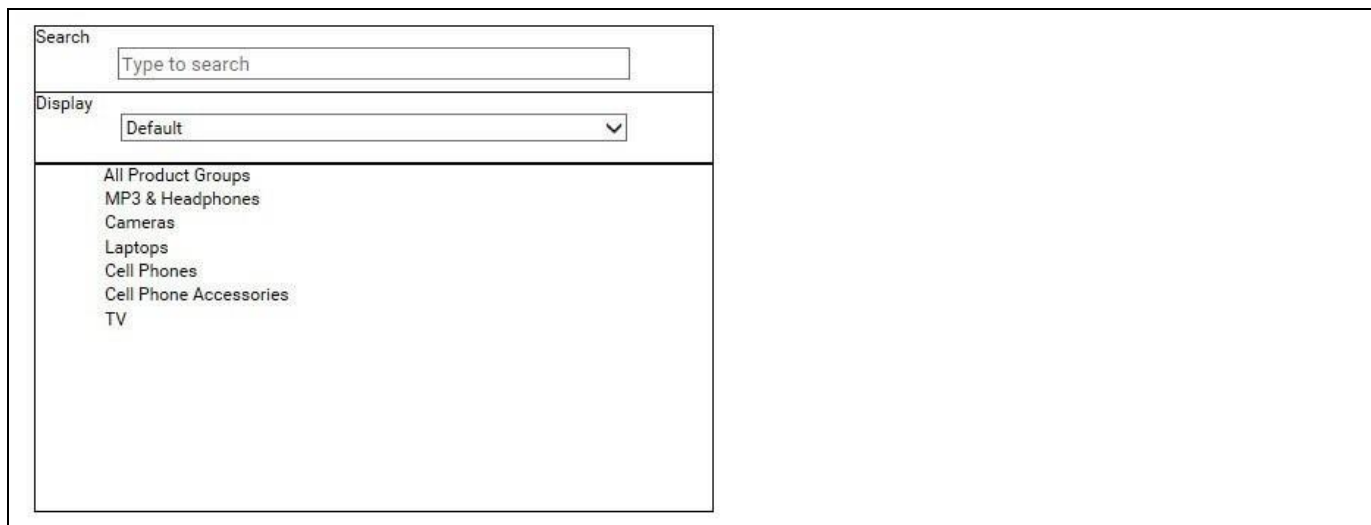 Search
Type to search
Display
Default
All Product Groups
MP3 & Headphones
Cameras
Laptops
Cell Phones
Cell Phone Accessories
TV